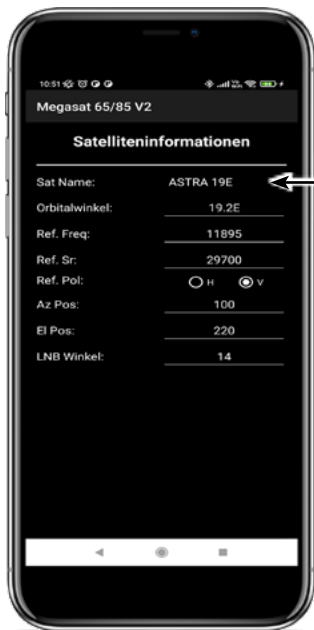 10:51
Megasat 65/85 V2
Satelliteninformationen
Sat Name: ASTRA 19E
Orbitalwinkel: 19.2E
Ref. Freq: 11895
Ref. Sr: 29700
Ref. Pol: H V
Az Pos: 100
El Pos: 220
LNB Winkel: 14